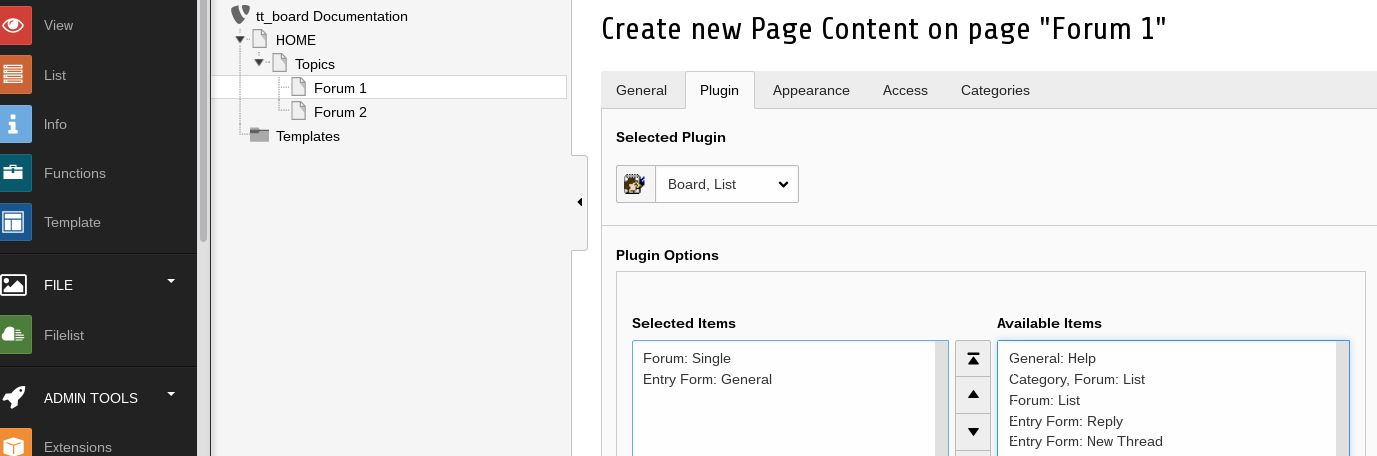 View
List
Info
Functions
Template
FILE
Filelist
ADMIN TOOLS
Extensions
tt_board Documentation
HOME
Topics
Forum 1
Forum 2
Templates
Create new Page Content on page "Forum 1"
General Plugin Appearance Access Categories
Selected Plugin
Board, List
Plugin Options
Selected Items
Forum: Single
Entry Form: General
Available Items
General: Help
Category, Forum: List
Forum: List
Entry Form: Reply
Entry Form: New Thread